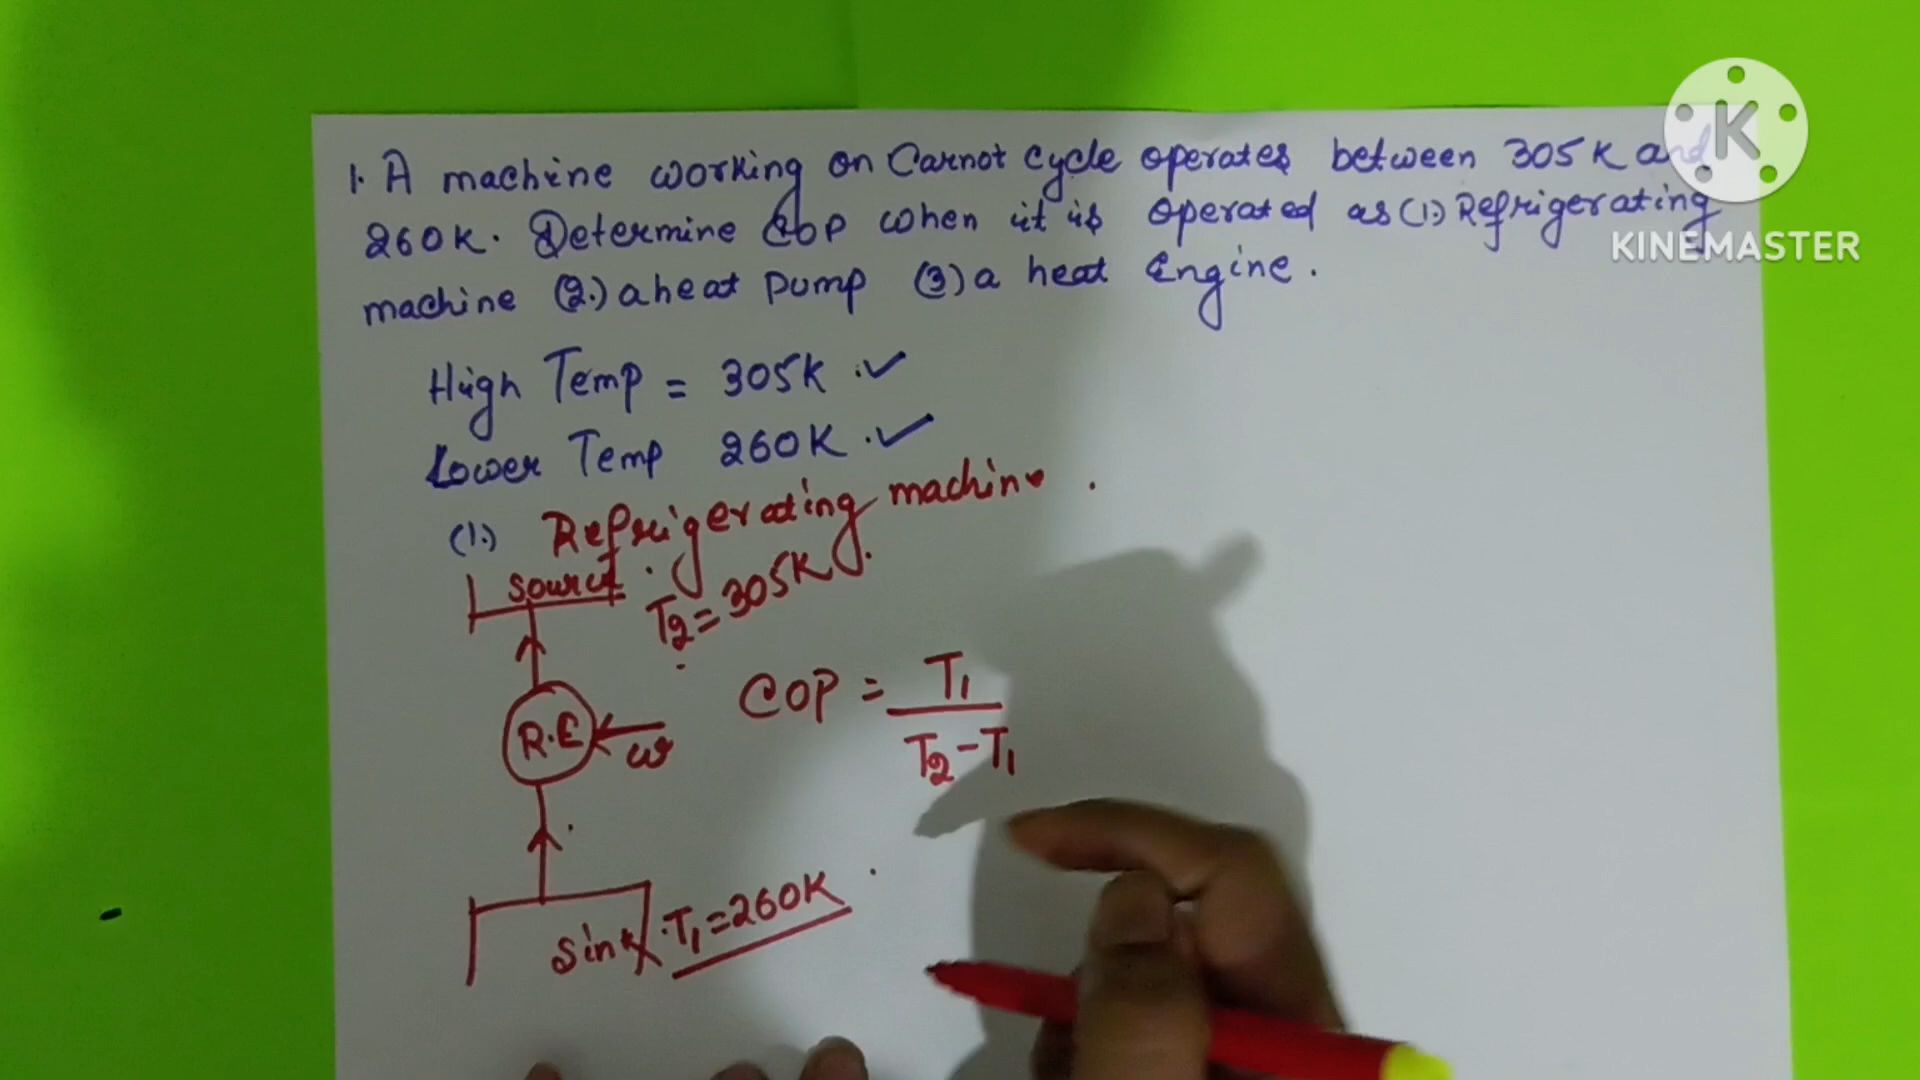 1. A machine working on Carnot cycle operates between 305K and
260K. Determine COP when it is operated as (1.) Refrigerating
machine (2.) a heat pump (3) a heat Engine.
High Temp = 305K.
Lower Temp 260K.
(1.) Refrigerating machine.
source
T2 = 305K.
R.E
w
COP = T1
T2-T1
sink
T1=260K
K
KINEMASTER